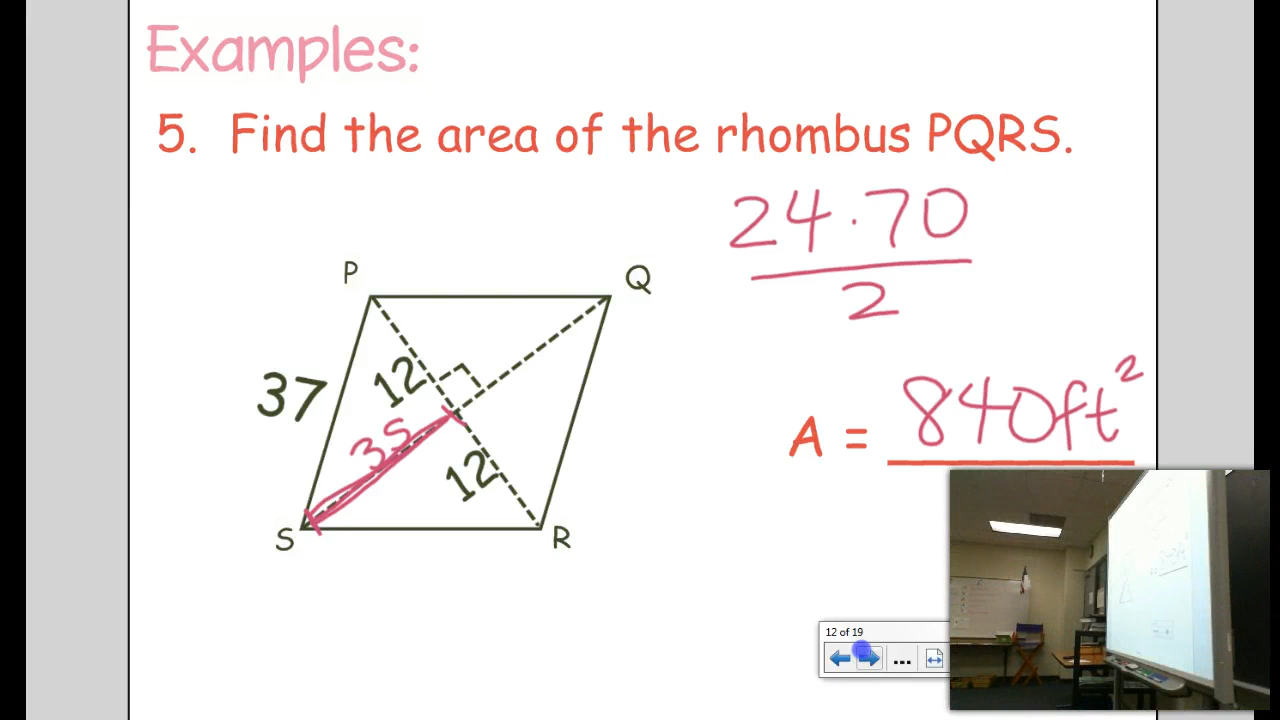 Examples:
5. Find the area of the rhombus PQRS.
24·70
2
P
Q
37
12
35
12
S
R
A = 840ft²
12 of 19
...